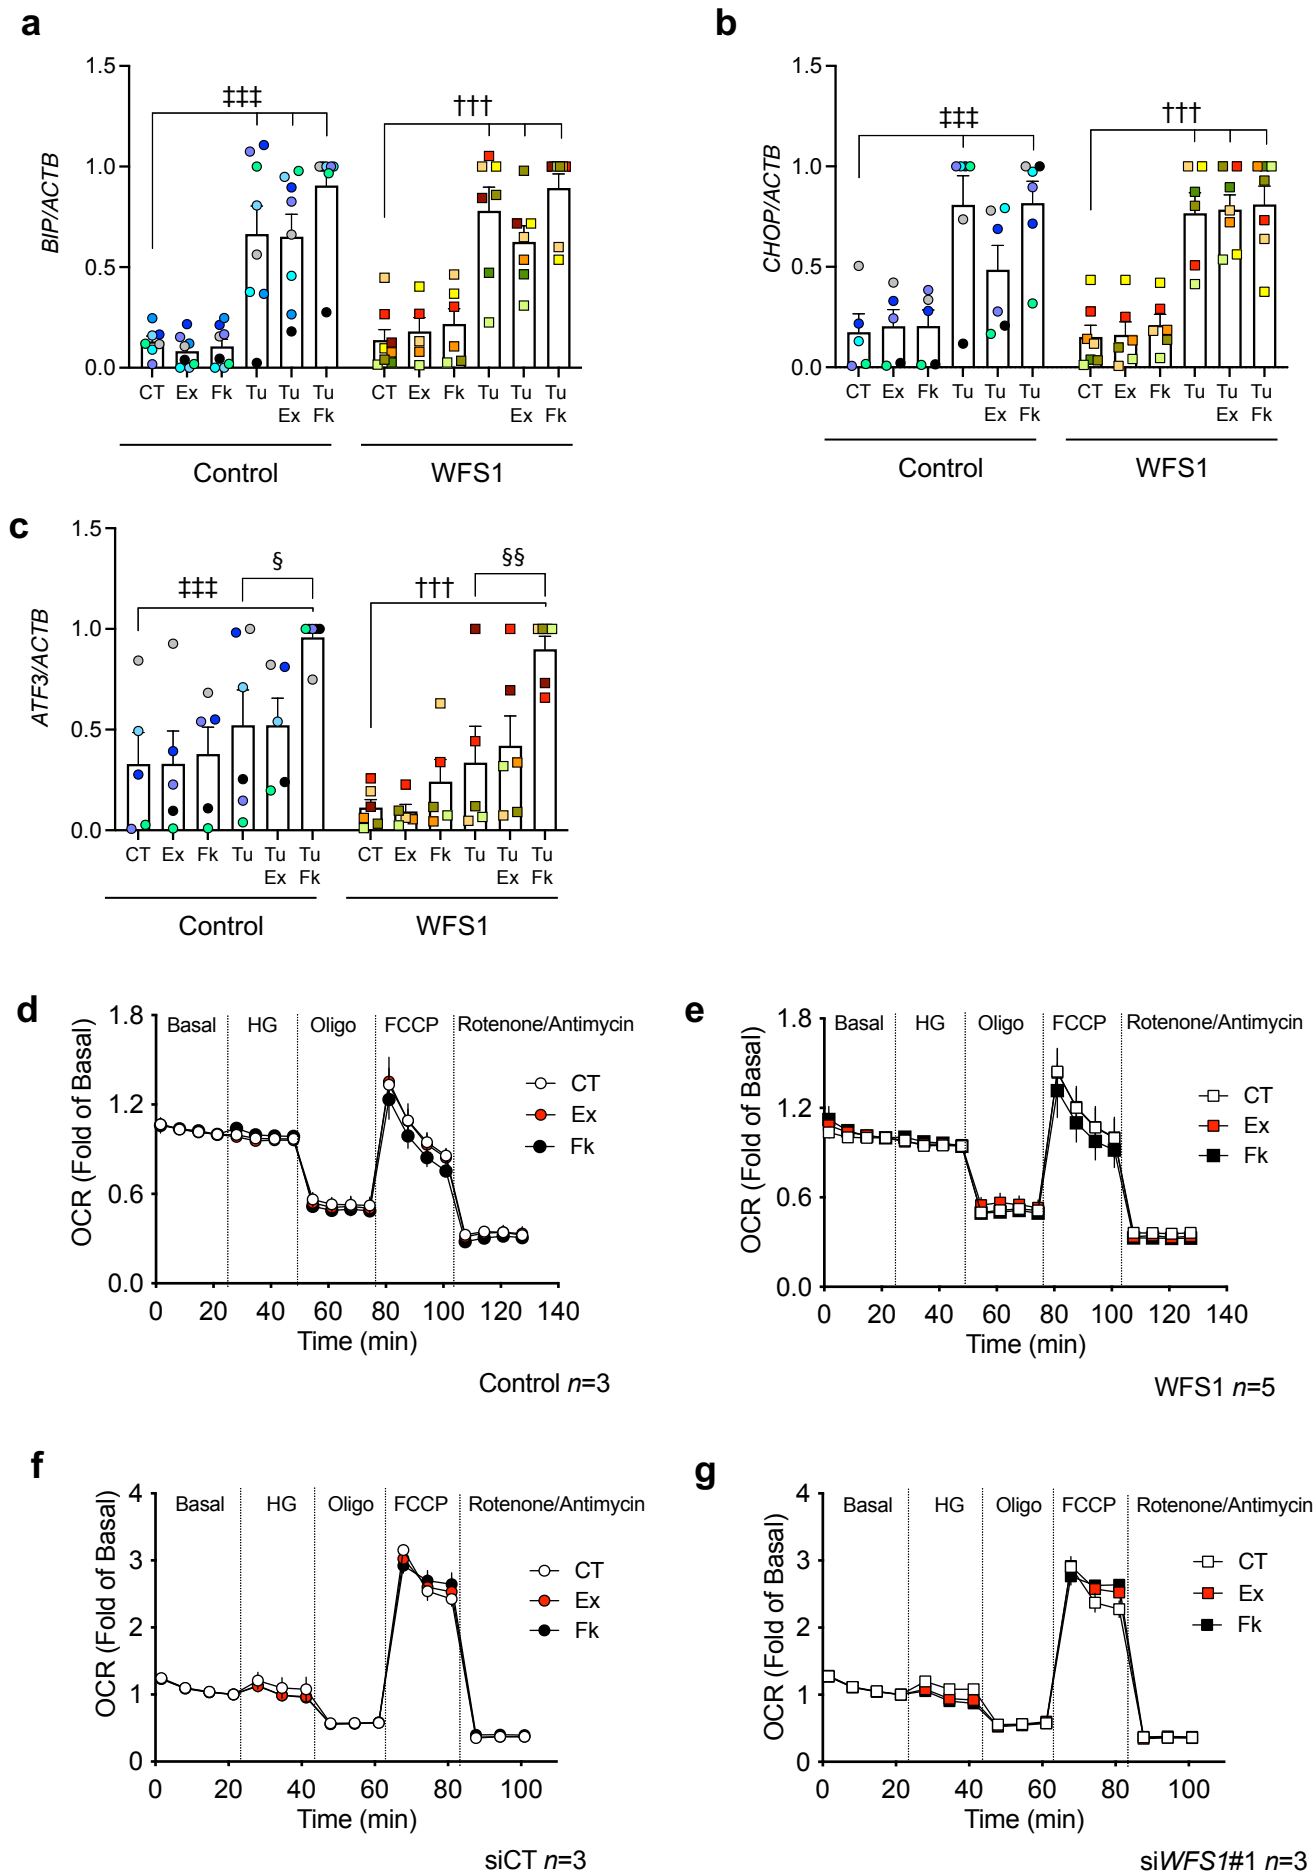 a
1.5
1.0
0.5
0.0
BIP/ACTB
‡‡‡
†††
CT Ex Fk Tu Tu Tu CT Ex Fk Tu Tu Tu
Ex Fk Ex Fk
Control WFS1
b
1.5
1.0
0.5
0.0
CHOP/ACTB
‡‡‡
†††
CT Ex Fk Tu Tu Tu CT Ex Fk Tu Tu Tu
Ex Fk Ex Fk
Control WFS1
c
1.5
1.0
0.5
0.0
ATF3/ACTB
‡‡‡
§
†††
§§
CT Ex Fk Tu Tu Tu CT Ex Fk Tu Tu Tu
Ex Fk Ex Fk
Control WFS1
d
OCR (Fold of Basal)
1.8
1.2
0.6
0.0
Basal HG Oligo FCCP Rotenone/Antimycin
CT
Ex
Fk
0 20 40 60 80 100 120 140
Time (min)
Control n=3
e
OCR (Fold of Basal)
1.8
1.2
0.6
0.0
Basal HG Oligo FCCP Rotenone/Antimycin
CT
Ex
Fk
0 20 40 60 80 100 120 140
Time (min)
WFS1 n=5
f
OCR (Fold of Basal)
4
3
2
1
0
Basal HG Oligo FCCP Rotenone/Antimycin
CT
Ex
Fk
0 20 40 60 80 100
Time (min)
siCT n=3
g
OCR (Fold of Basal)
4
3
2
1
0
Basal HG Oligo FCCP Rotenone/Antimycin
CT
Ex
Fk
0 20 40 60 80 100
Time (min)
siWFS1#1 n=3